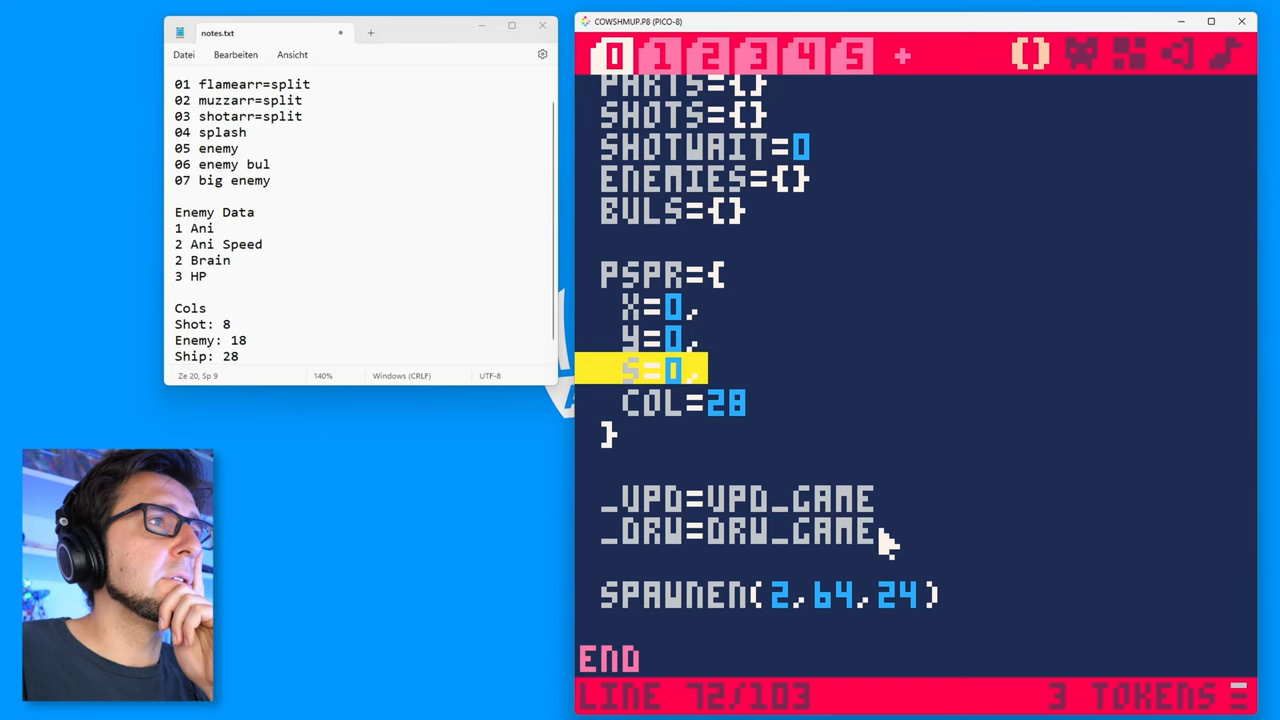 notes.txt
Datei Bearbeiten Ansicht
01 flamearr=split
02 muzzarr=split
03 shotarr=split
04 splash
05 enemy
06 enemy bul
07 big enemy
Enemy Data
1 Ani
2 Ani Speed
2 Brain
3 HP
Cols
Shot: 8
Enemy: 18
Ship: 28
Ze 20, Sp 9 140% Windows (CRLF) UTF-8
COWSHMUP.P8 (PICO-8)
0 1 2 3 4 5 +
PARTS={}
SHOTS={}
SHOTWAIT=0
ENEMIES={}
BULS={}
PSPR={
X=0,
Y=0,
S=0,
COL=28
}
_UPD=UPD_GAME
_DRW=DRW_GAME
SPAWNEN(2,64,24)
END
LINE 72/103 3 TOKENS